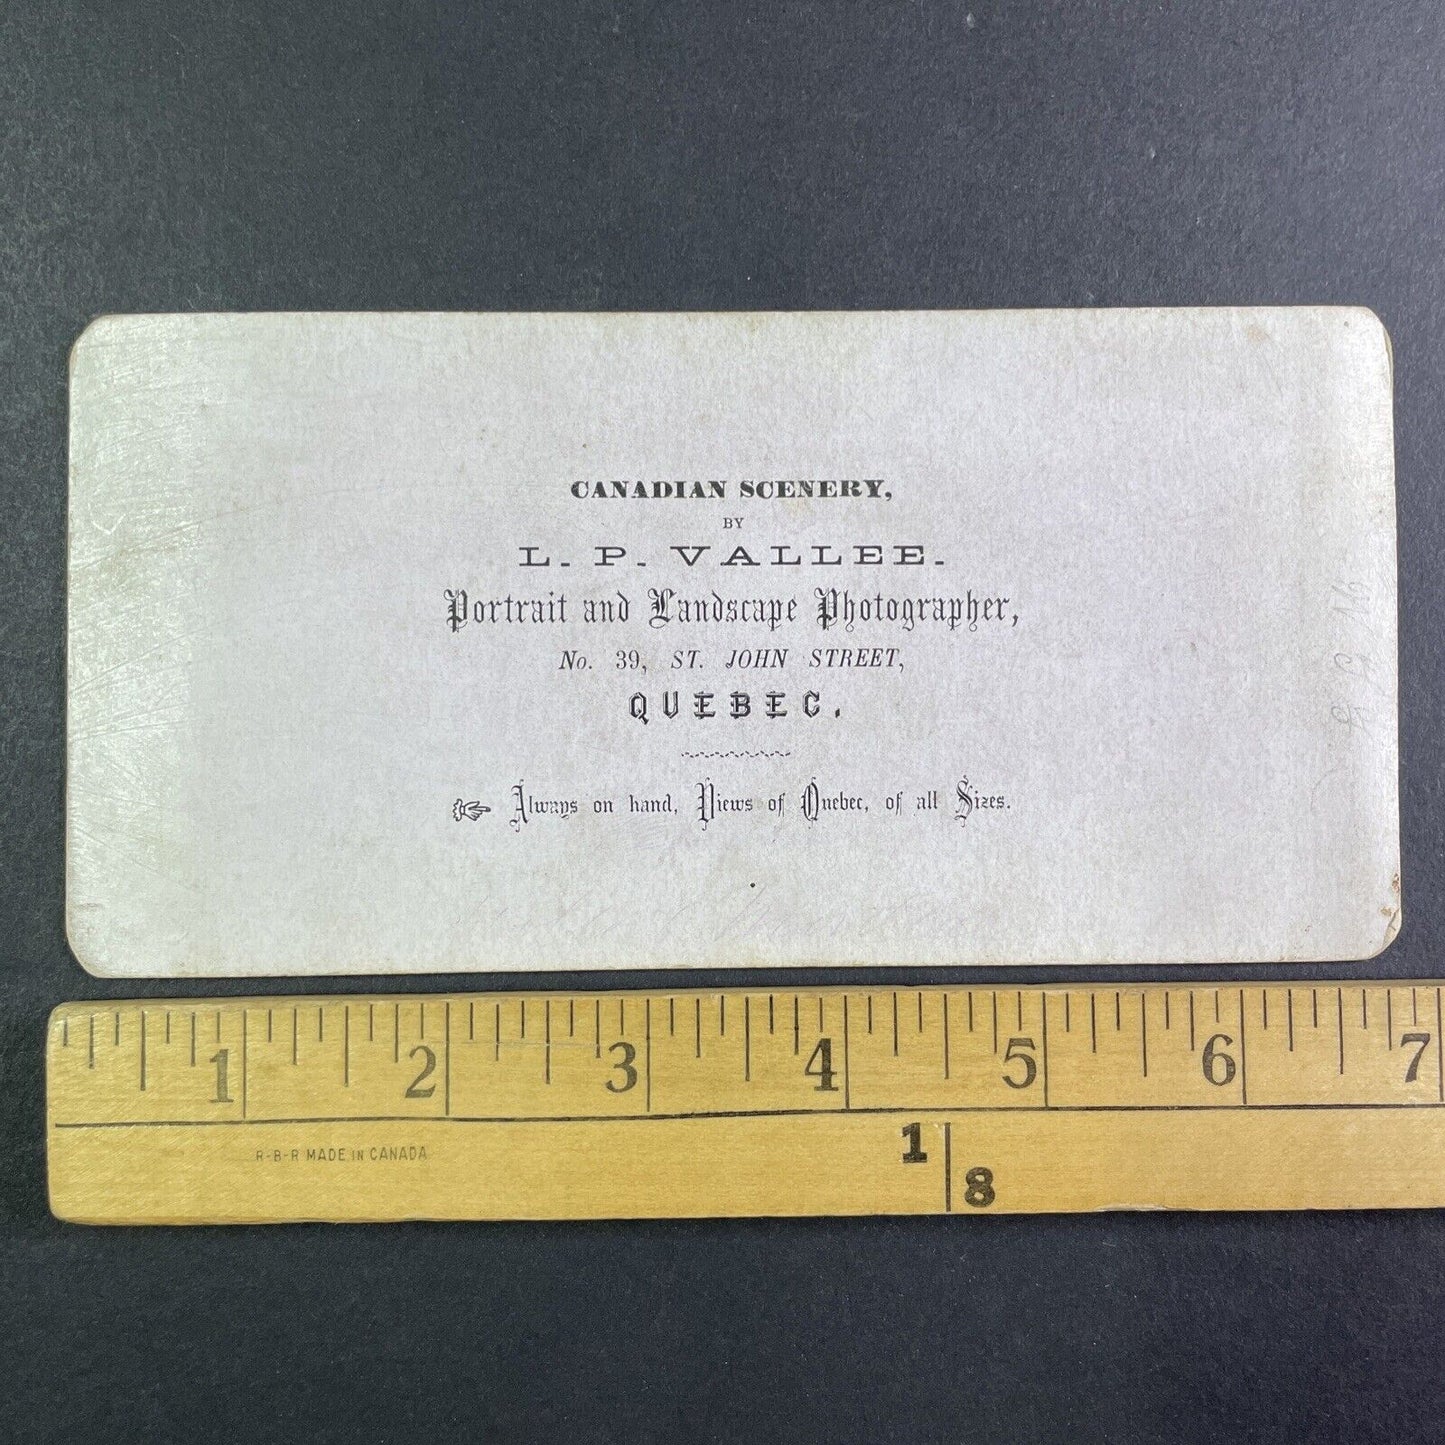 CANADIAN SCENERY,
BY
L. P. VALLEE.
Portrait and Landscape Photographer,
No. 39, ST. JOHN STREET,
QUEBEC.
Always on hand, Views of Quebec, of all Sizes.
1 2 3 4 5 6 7
R-B-R MADE IN CANADA
1
8